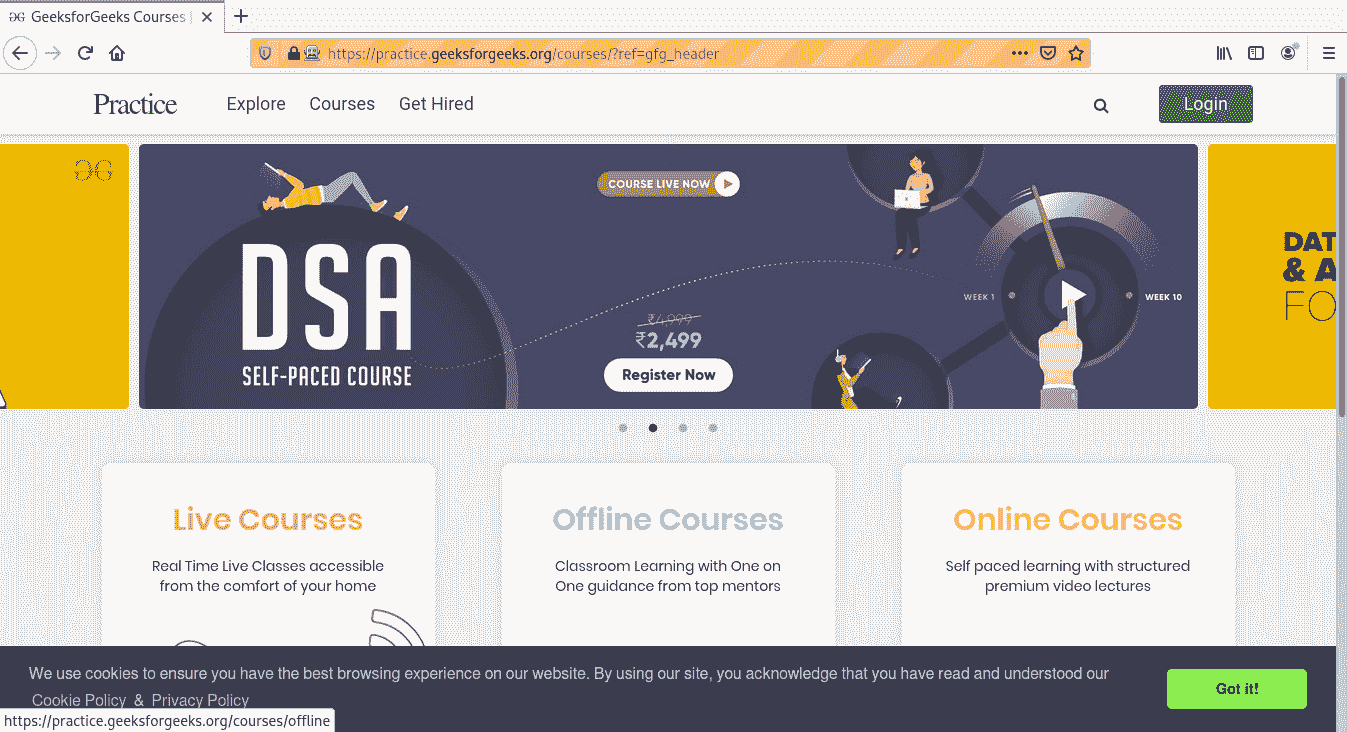 GeeksforGeeks Courses |
https://practice.geeksforgeeks.org/courses/?ref=gfg_header
Practice Explore Courses Get Hired Login
COURSE LIVE NOW
DSA
SELF-PACED COURSE
₹4,999
₹2,499
Register Now
WEEK 1
WEEK 10
DAT
& A
FO
Live Courses
Real Time Live Classes accessible
from the comfort of your home
Offline Courses
Classroom Learning with One on
One guidance from top mentors
Online Courses
Self paced learning with structured
premium video lectures
We use cookies to ensure you have the best browsing experience on our website. By using our site, you acknowledge that you have read and understood our
Cookie Policy & Privacy Policy
Got it!
https://practice.geeksforgeeks.org/courses/offline